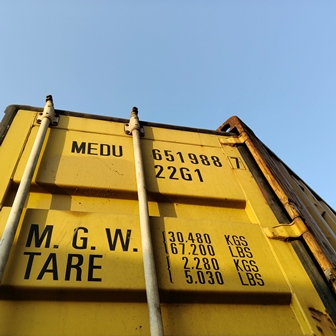 MEDU 651988 7
22G1
M. G. W. 30.480 KGS
67.200 LBS
TARE 2.280 KGS
5.030 LBS